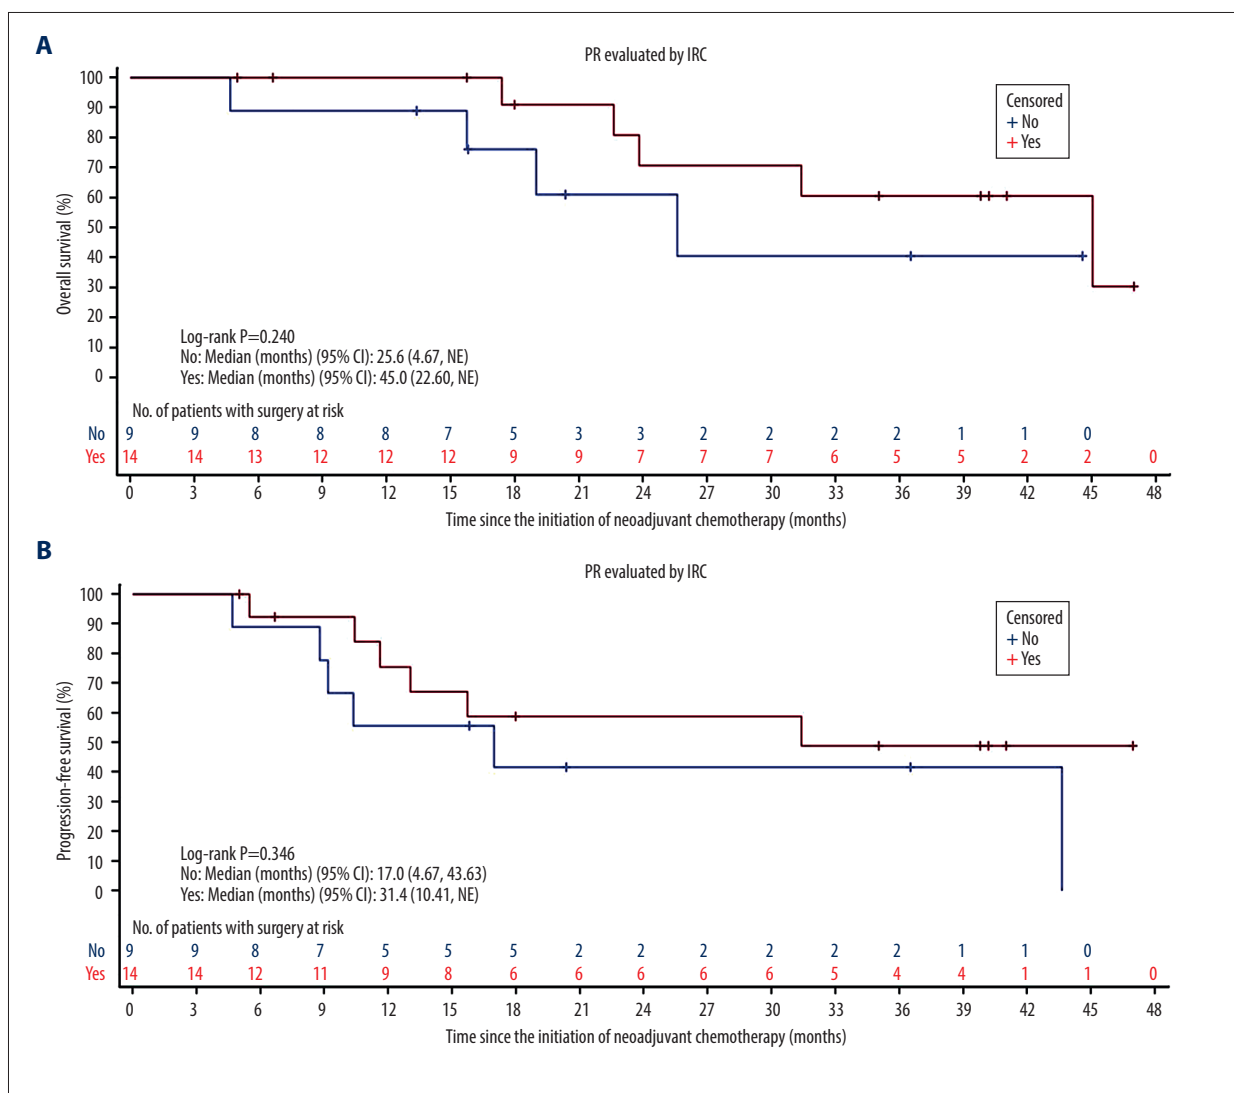 A
PR evaluated by IRC
100
90
80
70
60
50
40
30
20
10
0
Overall survival (%)
Censored
+ No
+ Yes
Log-rank P=0.240
No: Median (months) (95% CI): 25.6 (4.67, NE)
Yes: Median (months) (95% CI): 45.0 (22.60, NE)
No. of patients with surgery at risk
No 9 9 8 8 8 7 5 3 3 2 2 2 2 1 1 0
Yes 14 14 13 12 12 12 9 9 7 7 7 6 5 5 2 2 0
0 3 6 9 12 15 18 21 24 27 30 33 36 39 42 45 48
Time since the initiation of neoadjuvant chemotherapy (months)
B
PR evaluated by IRC
100
90
80
70
60
50
40
30
20
10
0
Progression-free survival (%)
Censored
+ No
+ Yes
Log-rank P=0.346
No: Median (months) (95% CI): 17.0 (4.67, 43.63)
Yes: Median (months) (95% CI): 31.4 (10.41, NE)
No. of patients with surgery at risk
No 9 9 8 7 5 5 5 2 2 2 2 2 2 1 1 0
Yes 14 14 12 11 9 8 6 6 6 6 6 5 4 4 1 1 0
0 3 6 9 12 15 18 21 24 27 30 33 36 39 42 45 48
Time since the initiation of neoadjuvant chemotherapy (months)